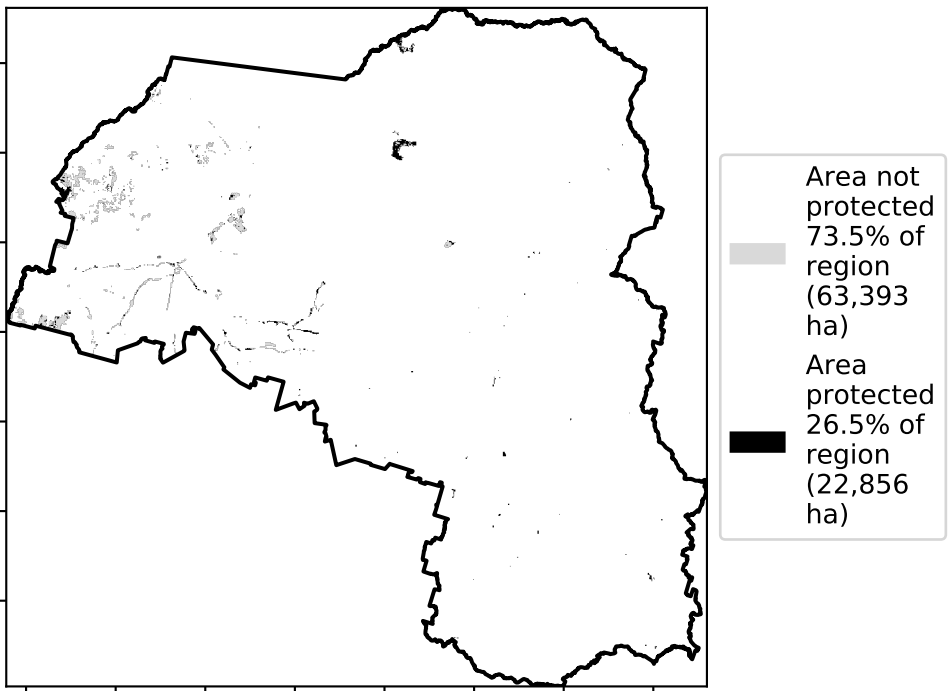 Area not
protected
73.5% of
region
(63,393
ha)
Area
protected
26.5% of
region
(22,856
ha)